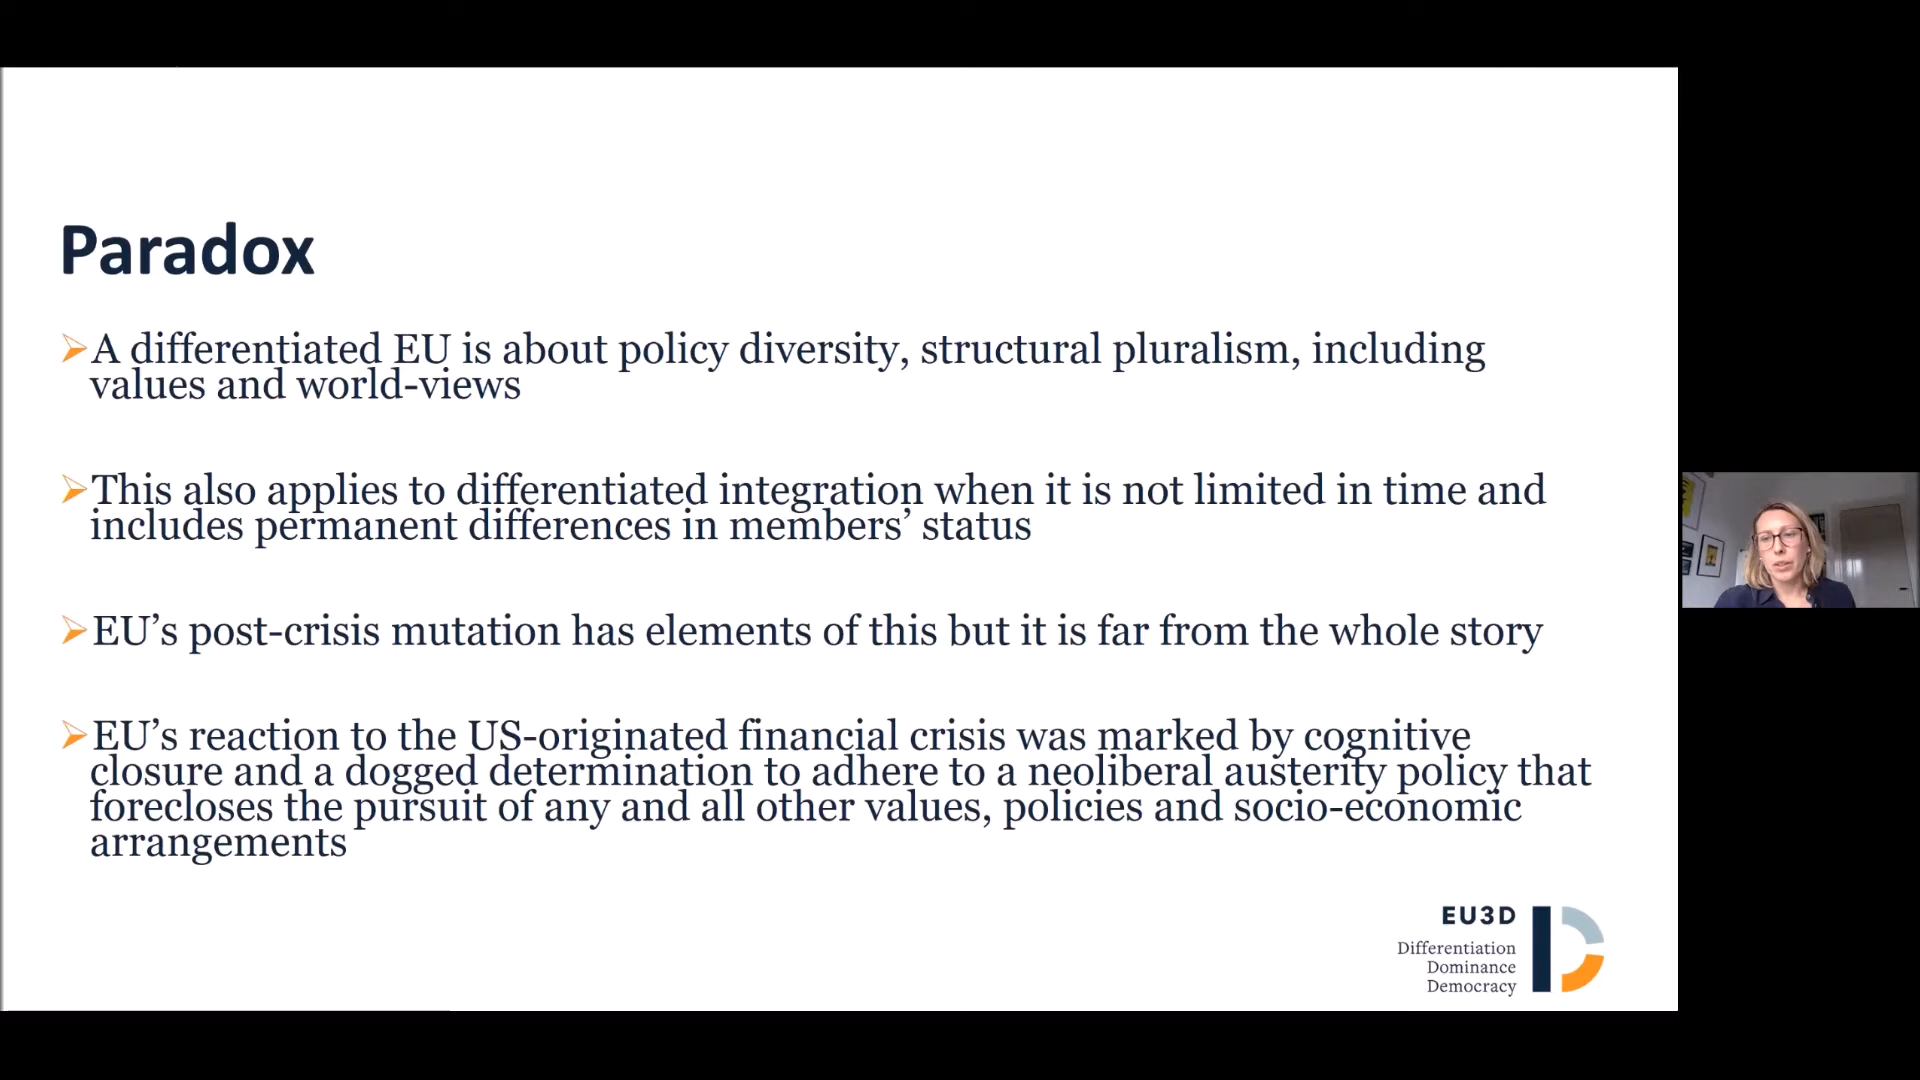 Paradox
A differentiated EU is about policy diversity, structural pluralism, including
values and world-views
This also applies to differentiated integration when it is not limited in time and
includes permanent differences in members’ status
EU’s post-crisis mutation has elements of this but it is far from the whole story
EU’s reaction to the US-originated financial crisis was marked by cognitive
closure and a dogged determination to adhere to a neoliberal austerity policy that
forecloses the pursuit of any and all other values, policies and socio-economic
arrangements
EU3D
Differentiation
Dominance
Democracy